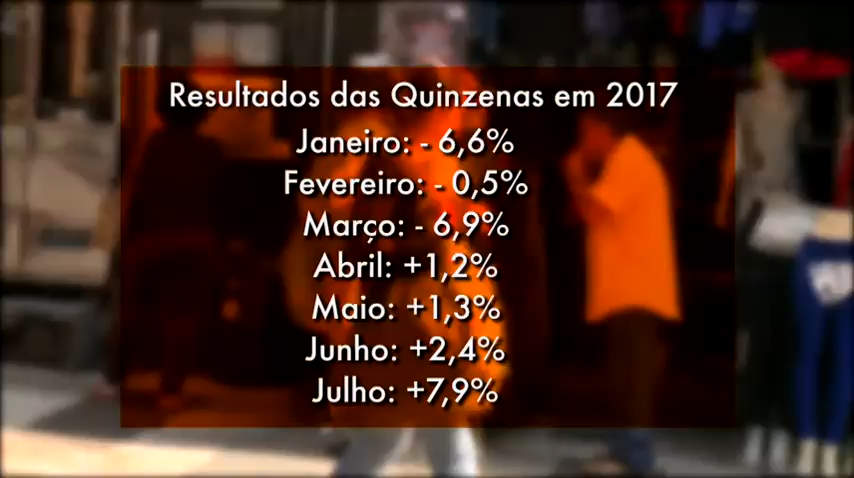 Resultados das Quinzenas em 2017
Janeiro: - 6,6%
Fevereiro: - 0,5%
Março: - 6,9%
Abril: +1,2%
Maio: +1,3%
Junho: +2,4%
Julho: +7,9%